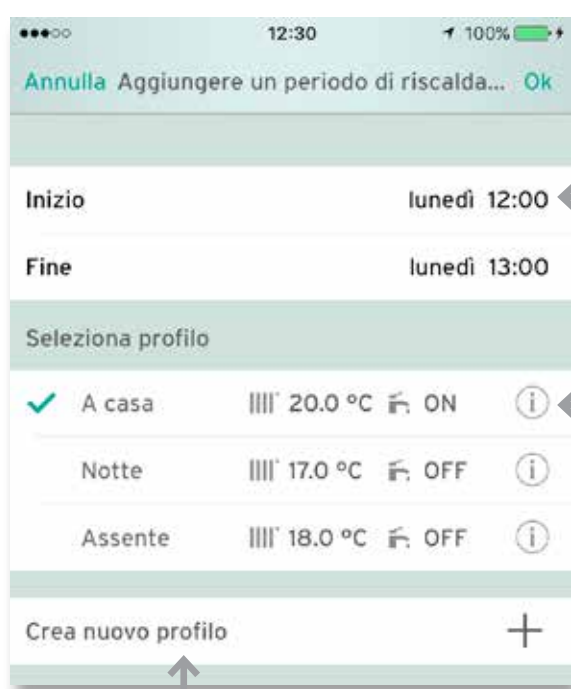 12:30 100%
Annulla Aggiungere un periodo di riscalda... Ok
Inizio lunedì 12:00
Fine lunedì 13:00
Seleziona profilo
A casa 20.0 °C ON
Notte 17.0 °C OFF
Assente 18.0 °C OFF
Crea nuovo profilo